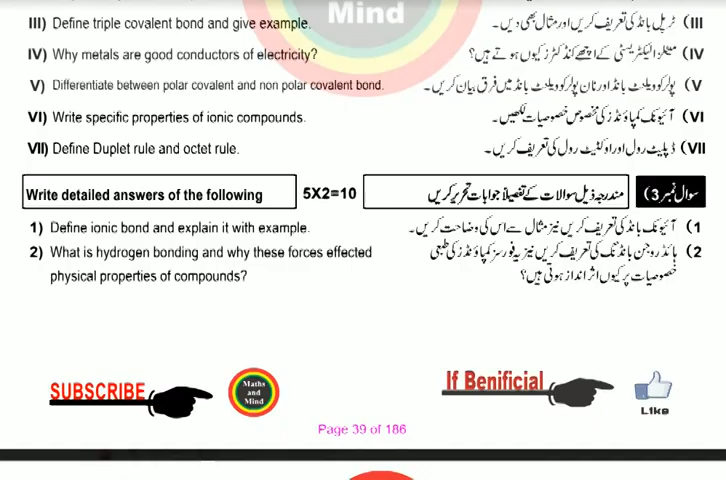 Mind
III) Define triple covalent bond and give example. III) ٹرپل بانڈ کی تعریف کریں اور مثال بھی دیں۔
IV) Why metals are good conductors of electricity? IV) میٹلز الیکٹریسٹی کے اچھے کنڈکٹرز کیوں ہوتے ہیں؟
V) Differentiate between polar covalent and non polar covalent bond. V) پولر کوویلنٹ بانڈ اور نان پولر کوویلنٹ بانڈ میں فرق بیان کریں۔
VI) Write specific properties of ionic compounds. VI) آئیونک کمپاؤنڈز کی مخصوص خصوصیات لکھیں۔
VII) Define Duplet rule and octet rule. VII) ڈپلیٹ رول اور اوکٹیٹ رول کی تعریف کریں۔
Write detailed answers of the following 5X2=10 مندرجہ ذیل سوالات کے تفصیلاً جوابات تحریر کریں سوال نمبر 3)
1) Define ionic bond and explain it with example. 1) آئیونک بانڈ کی تعریف کریں نیز مثال سے اس کی وضاحت کریں۔
2) What is hydrogen bonding and why these forces effected 2) ہائڈروجن بانڈنگ کی تعریف کریں نیز یہ فورسز کمپاؤنڈز کی طبعی
physical properties of compounds? خصوصیات پر کیوں اثر انداز ہوتی ہیں؟
SUBSCRIBE
Maths
and
Mind
If Benificial
Like
Page 39 of 186